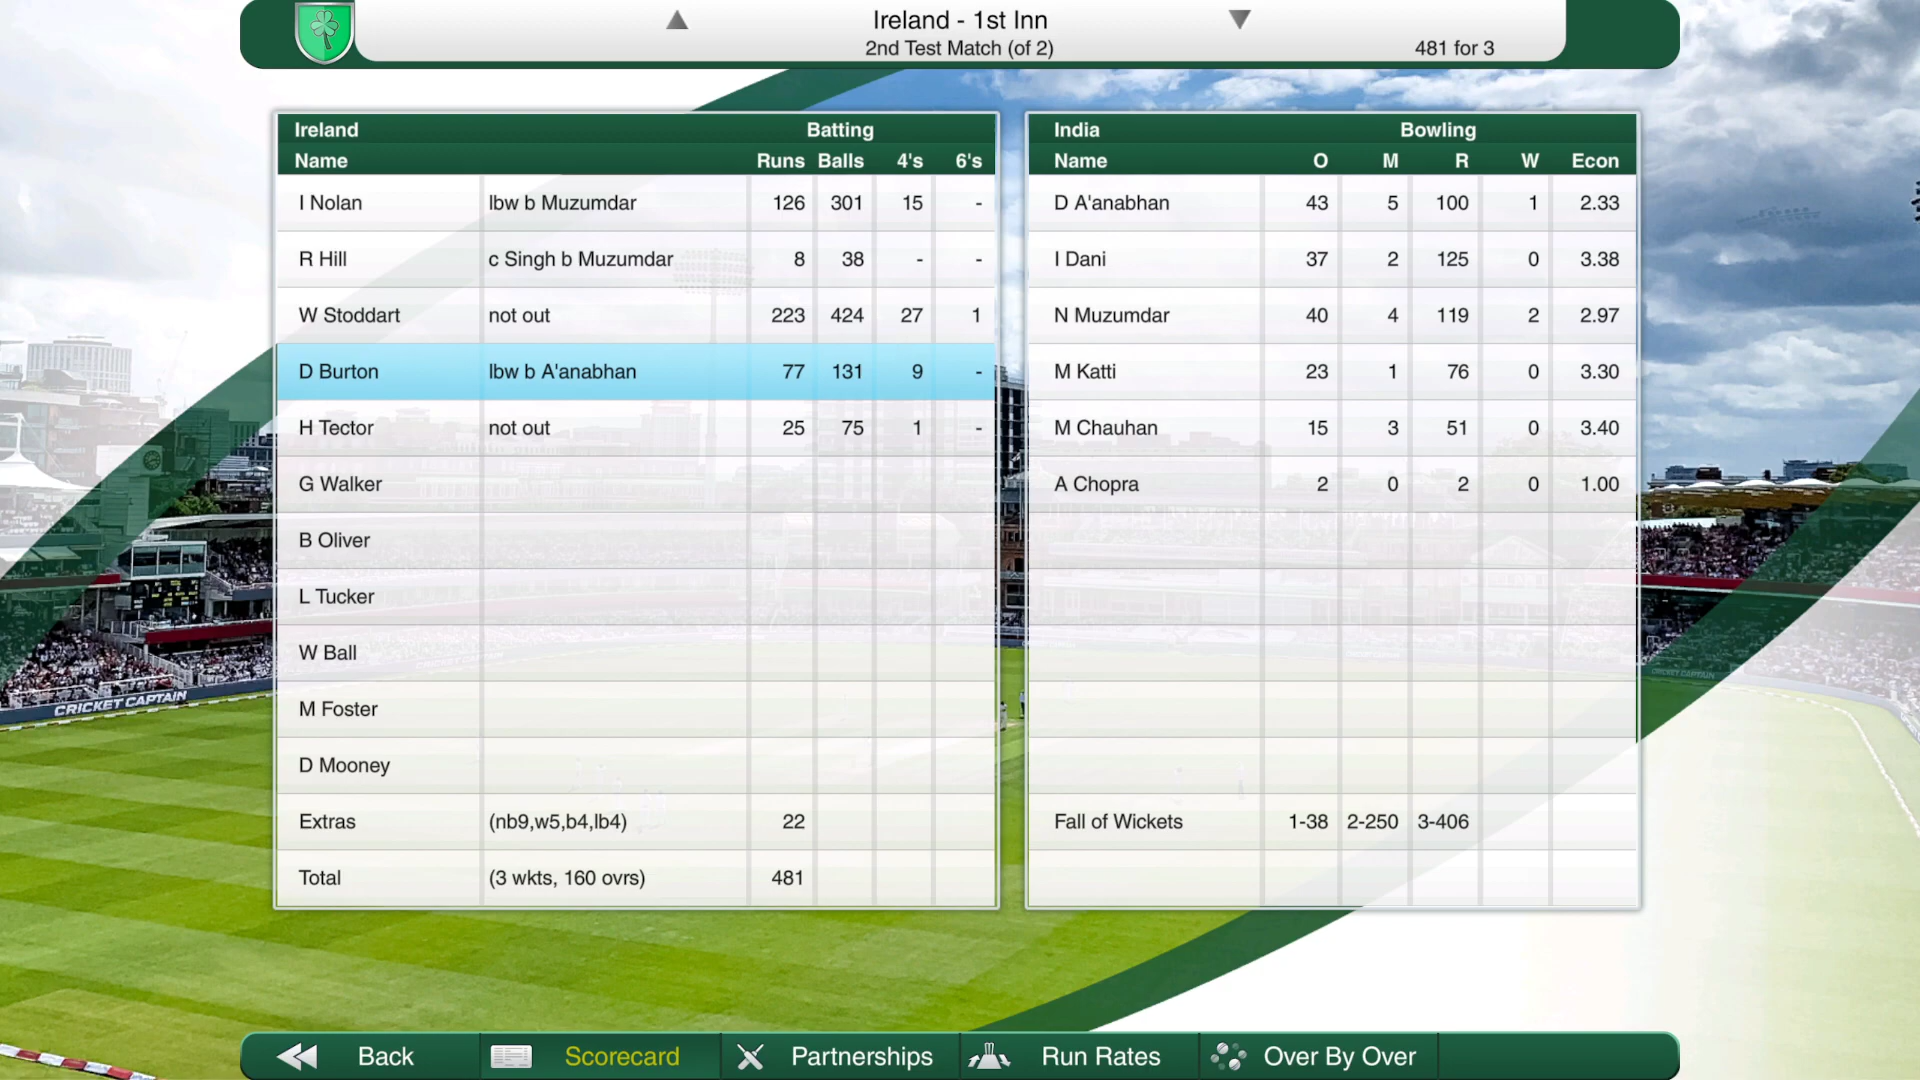 Ireland - 1st Inn
2nd Test Match (of 2)
481 for 3
Ireland Batting
Name Runs Balls 4's 6's
I Nolan lbw b Muzumdar 126 301 15 -
R Hill c Singh b Muzumdar 8 38 - -
W Stoddart not out 223 424 27 1
D Burton lbw b A'anabhan 77 131 9 -
H Tector not out 25 75 1 -
G Walker
B Oliver
L Tucker
W Ball
M Foster
D Mooney
Extras (nb9,w5,b4,lb4) 22
Total (3 wkts, 160 ovrs) 481
India Bowling
Name O M R W Econ
D A'anabhan 43 5 100 1 2.33
I Dani 37 2 125 0 3.38
N Muzumdar 40 4 119 2 2.97
M Katti 23 1 76 0 3.30
M Chauhan 15 3 51 0 3.40
A Chopra 2 0 2 0 1.00
Fall of Wickets 1-38 2-250 3-406
CRICKET CAPTAIN
CRICKET CAPTAIN
Back Scorecard Partnerships Run Rates Over By Over